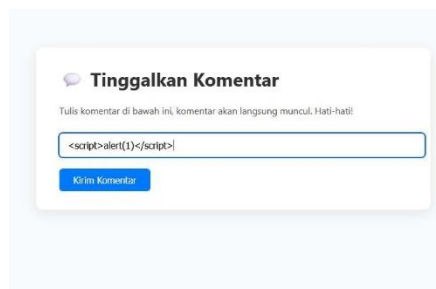 Tinggalkan Komentar
Tulis komentar di bawah ini, komentar akan langsung muncul. Hati-hati!
<script>alert(1)</script>
Kirim Komentar